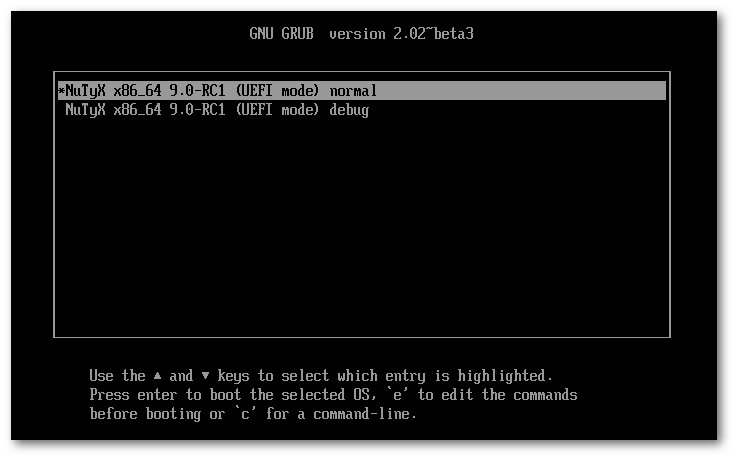 GNU GRUB  version 2.02~beta3
*NuTyX x86_64 9.0-RC1 (UEFI mode) normal
NuTyX x86_64 9.0-RC1 (UEFI mode) debug
Use the ▲ and ▼ keys to select which entry is highlighted.
Press enter to boot the selected OS, `e' to edit the commands
before booting or `c' for a command-line.